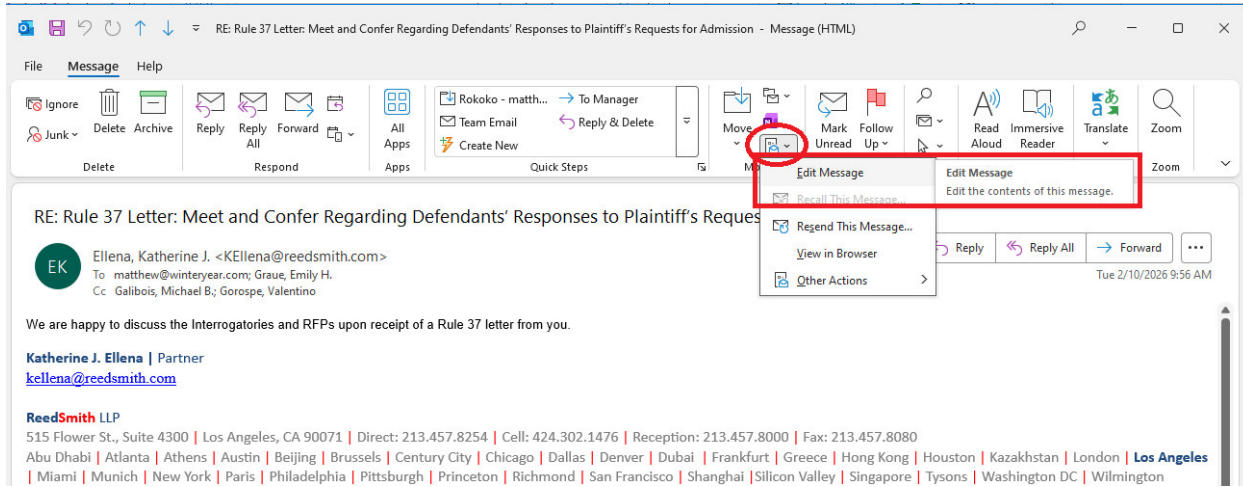 RE: Rule 37 Letter: Meet and Confer Regarding Defendants' Responses to Plaintiff's Requests for Admission - Message (HTML)
File Message Help
Ignore
Junk
Delete Archive
Delete
Reply Reply All Forward
Respond
All Apps
Apps
Rokoko - matth... To Manager
Team Email Reply & Delete
Create New
Quick Steps
Move
Mark Unread Follow Up
Read Aloud Immersive Reader
Translate
Zoom
Zoom
Edit Message
Recall This Message...
Resend This Message...
View in Browser
Other Actions
Edit Message
Edit the contents of this message.
RE: Rule 37 Letter: Meet and Confer Regarding Defendants' Responses to Plaintiff's Reques
EK
Ellena, Katherine J. <KEllena@reedsmith.com>
To matthew@winteryear.com; Graue, Emily H.
Cc Galibois, Michael B.; Gorospe, Valentino
Reply Reply All Forward
Tue 2/10/2026 9:56 AM
We are happy to discuss the Interrogatories and RFPs upon receipt of a Rule 37 letter from you.
Katherine J. Ellena | Partner
kellena@reedsmith.com
ReedSmith LLP
515 Flower St., Suite 4300 | Los Angeles, CA 90071 | Direct: 213.457.8254 | Cell: 424.302.1476 | Reception: 213.457.8000 | Fax: 213.457.8080
Abu Dhabi | Atlanta | Athens | Austin | Beijing | Brussels | Century City | Chicago | Dallas | Denver | Dubai | Frankfurt | Greece | Hong Kong | Houston | Kazakhstan | London | Los Angeles
| Miami | Munich | New York | Paris | Philadelphia | Pittsburgh | Princeton | Richmond | San Francisco | Shanghai |Silicon Valley | Singapore | Tysons | Washington DC | Wilmington